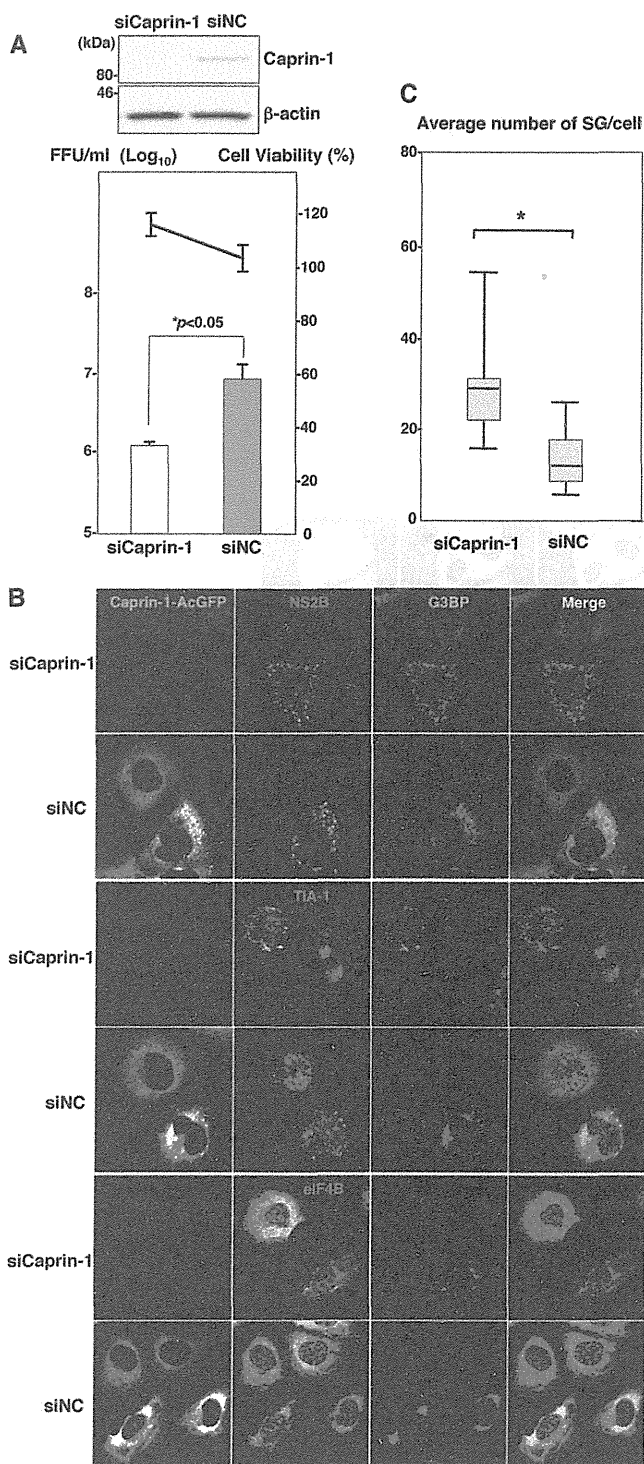 A
siCaprin-1 siNC
(kDa)
80-
Caprin-1
46-
β-actin
FFU/ml (Log₁₀) Cell Viability (%)
8
7
6
5
-120
-100
-80
-60
-40
-20
0
*p<0.05
siCaprin-1 siNC
C
Average number of SG/cell
80
60
40
30
20
10
0
*
siCaprin-1 siNC
B
Caprin-1-AcGFP NS2B G3BP Merge
siCaprin-1
siNC
TIA-1
siCaprin-1
siNC
eIF4B
siCaprin-1
siNC